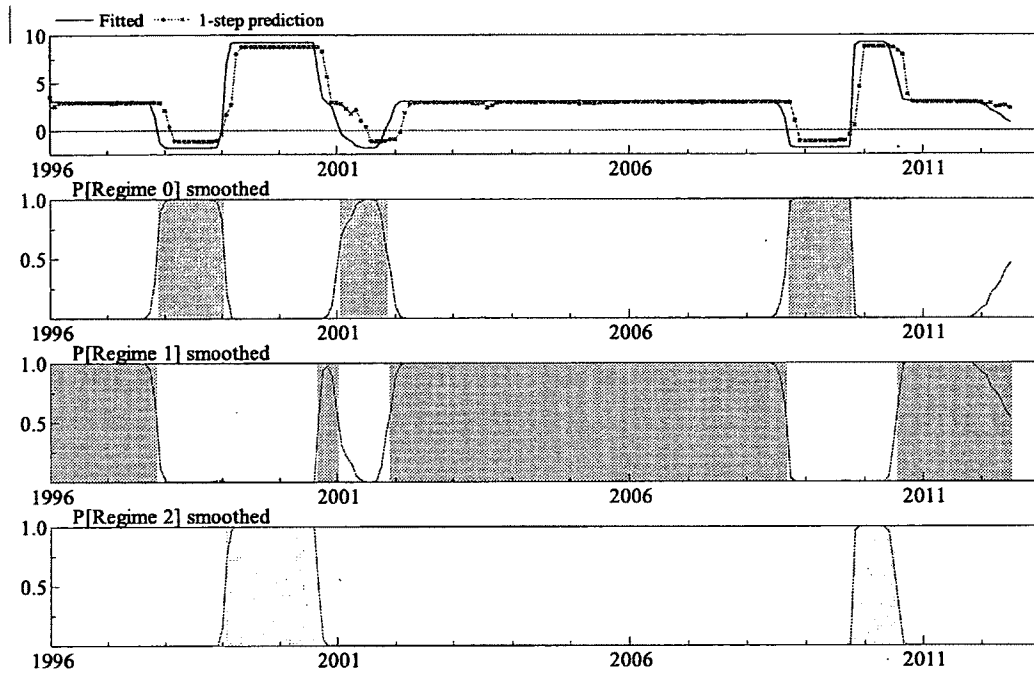 Fitted 1-step prediction
10
5
0
1996 2001 2006 2011
P[Regime 0] smoothed
1.0
0.5
1996 2001 2006 2011
P[Regime 1] smoothed
1.0
0.5
1996 2001 2006 2011
P[Regime 2] smoothed
1.0
0.5
1996 2001 2006 2011